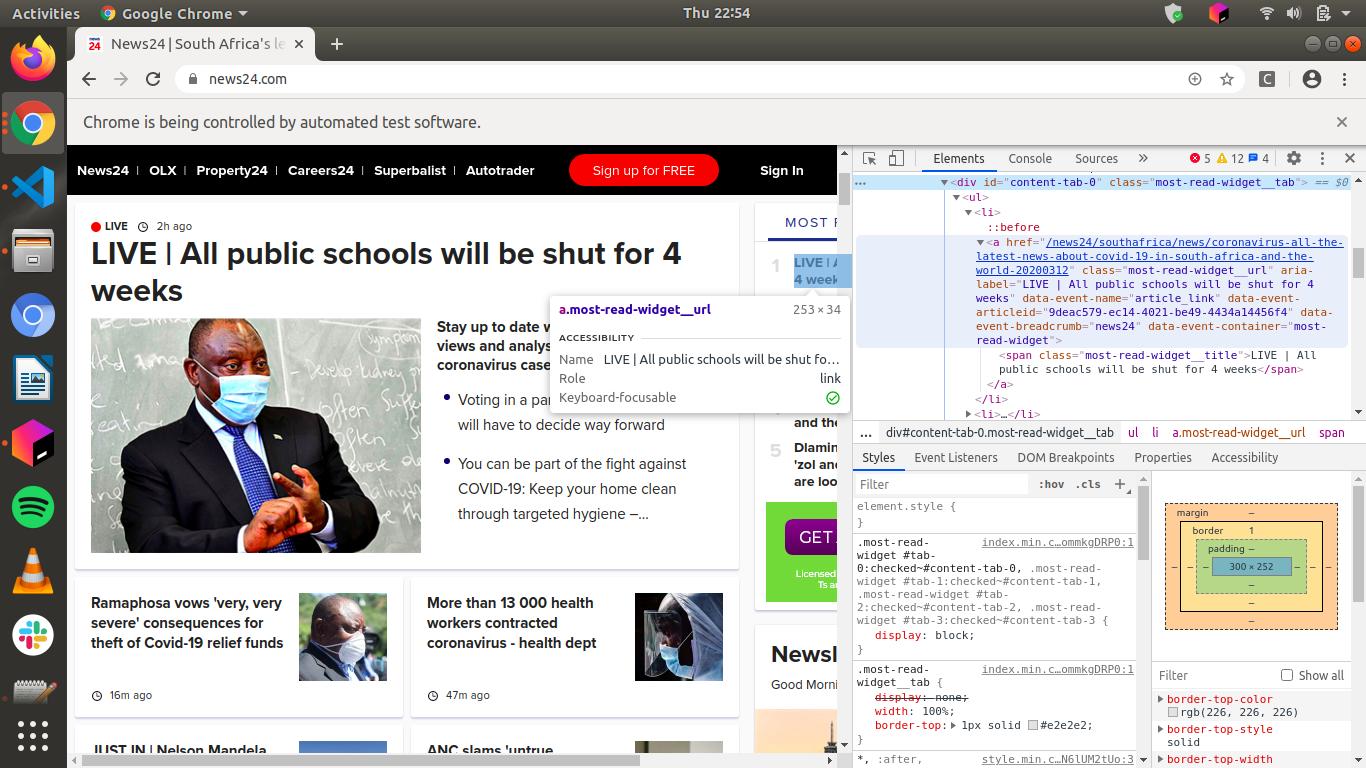 Activities
Google Chrome
Thu 22:54
News24 | South Africa's le
news24.com
Chrome is being controlled by automated test software.
News24 | OLX | Property24 | Careers24 | Superbalist | Autotrader
Sign up for FREE
Sign In
LIVE
2h ago
LIVE | All public schools will be shut for 4
weeks
Stay up to date w
views and analys
coronavirus case
Voting in a par
will have to decide way forward
You can be part of the fight against
COVID-19: Keep your home clean
through targeted hygiene –...
MOST R
1
LIVE | A
4 week
a.most-read-widget__url
253 × 34
ACCESSIBILITY
Name LIVE | All public schools will be shut fo...
Role link
Keyboard-focusable
and the
5
Dlamin
'zol and
are loo
GET
Licensed
Ts a
Ramaphosa vows 'very, very
severe' consequences for
theft of Covid-19 relief funds
16m ago
More than 13 000 health
workers contracted
coronavirus - health dept
47m ago
Newsl
Good Morni
JUST IN | Nelson Mandela
ANC slams 'untrue
Elements Console Sources
5 12 4
<div id="content-tab-0" class="most-read-widget__tab"> == $0
<ul>
<li>
::before
<a href="/news24/southafrica/news/coronavirus-all-the-
latest-news-about-covid-19-in-southafrica-and-the-
world-20200312" class="most-read-widget__url" aria-
label="LIVE | All public schools will be shut for 4
weeks" data-event-name="article_link" data-event-
articleid="9deac579-ec14-4021-be49-4434a14456f4" data-
event-breadcrumb="news24" data-event-container="most-
read-widget">
<span class="most-read-widget__title">LIVE | All
public schools will be shut for 4 weeks</span>
</a>
</li>
<li>…</li>
... div#content-tab-0.most-read-widget__tab ul li a.most-read-widget__url span
Styles Event Listeners DOM Breakpoints Properties Accessibility
Filter
:hov .cls +
element.style {
}
.most-read- index.min.c…ommkgDRP0:1
widget #tab-
0:checked~#content-tab-0, .most-read-
widget #tab-1:checked~#content-tab-1,
.most-read-widget #tab-
2:checked~#content-tab-2, .most-read-
widget #tab-3:checked~#content-tab-3 {
display: block;
}
.most-read- index.min.c…ommkgDRP0:1
widget__tab {
display: none;
width: 100%;
border-top: 1px solid #e2e2e2;
}
*, :after, style.min.c…N6lUM2tUo:3
margin –
border 1
padding –
– – – 300 × 252 – – –
–
–
–
Filter
Show all
border-top-color
rgb(226, 226, 226)
border-top-style
solid
border-top-width